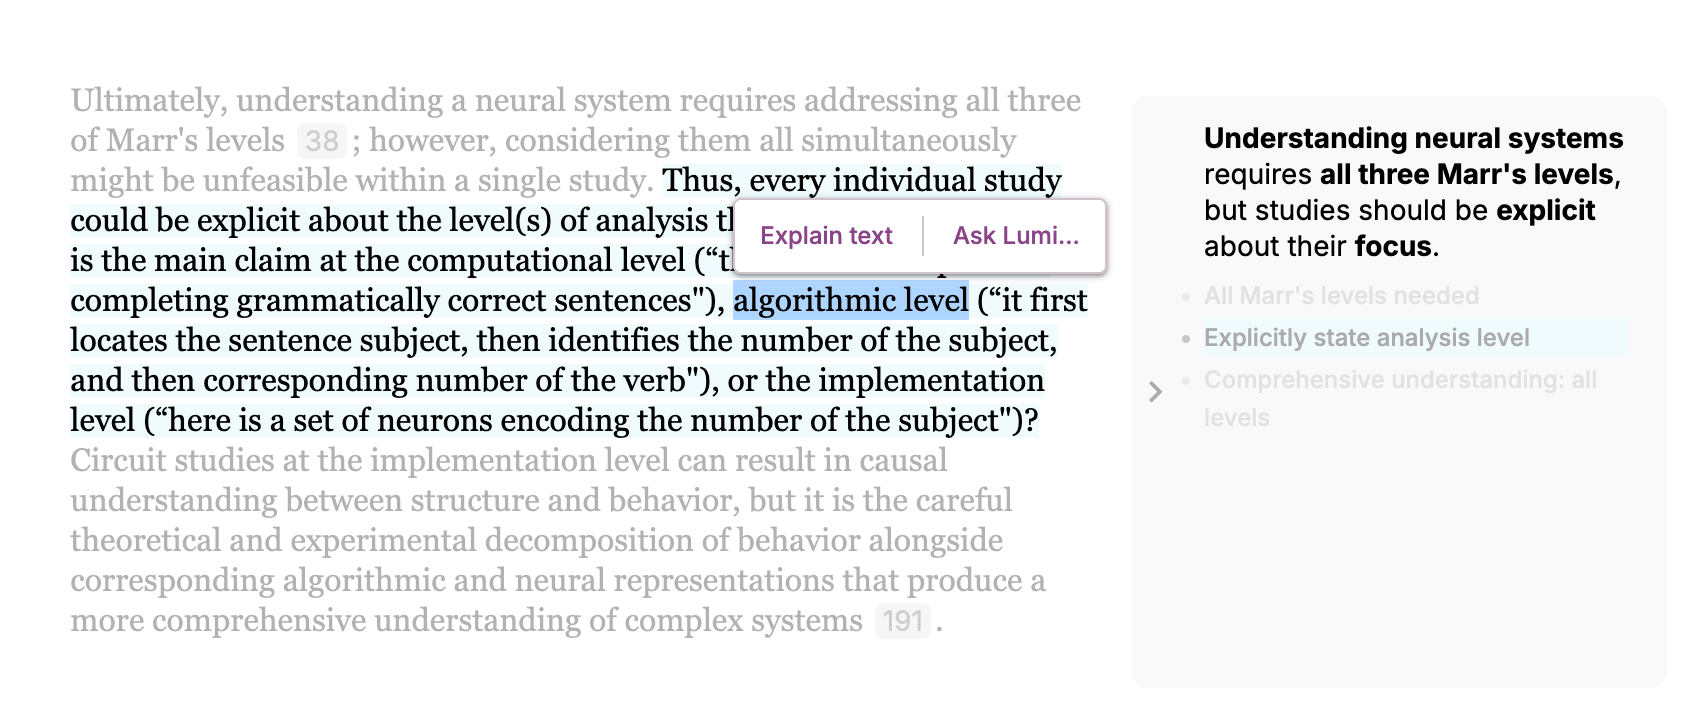 Ultimately, understanding a neural system requires addressing all three
of Marr's levels 38 ; however, considering them all simultaneously
might be unfeasible within a single study. Thus, every individual study
could be explicit about the level(s) of analysis
is the main claim at the computational level (“
completing grammatically correct sentences"), algorithmic level (“it first
locates the sentence subject, then identifies the number of the subject,
and then corresponding number of the verb"), or the implementation
level (“here is a set of neurons encoding the number of the subject")?
Circuit studies at the implementation level can result in causal
understanding between structure and behavior, but it is the careful
theoretical and experimental decomposition of behavior alongside
corresponding algorithmic and neural representations that produce a
more comprehensive understanding of complex systems 191 .
Explain text
Ask Lumi...
Understanding neural systems
requires all three Marr's levels,
but studies should be explicit
about their focus.
• All Marr's levels needed
• Explicitly state analysis level
• Comprehensive understanding: all
levels